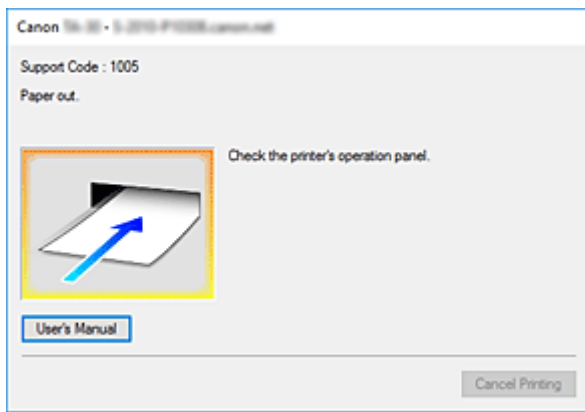 Canon
Support Code : 1005
Paper out.
Check the printer's operation panel.
User's Manual
Cancel Printing